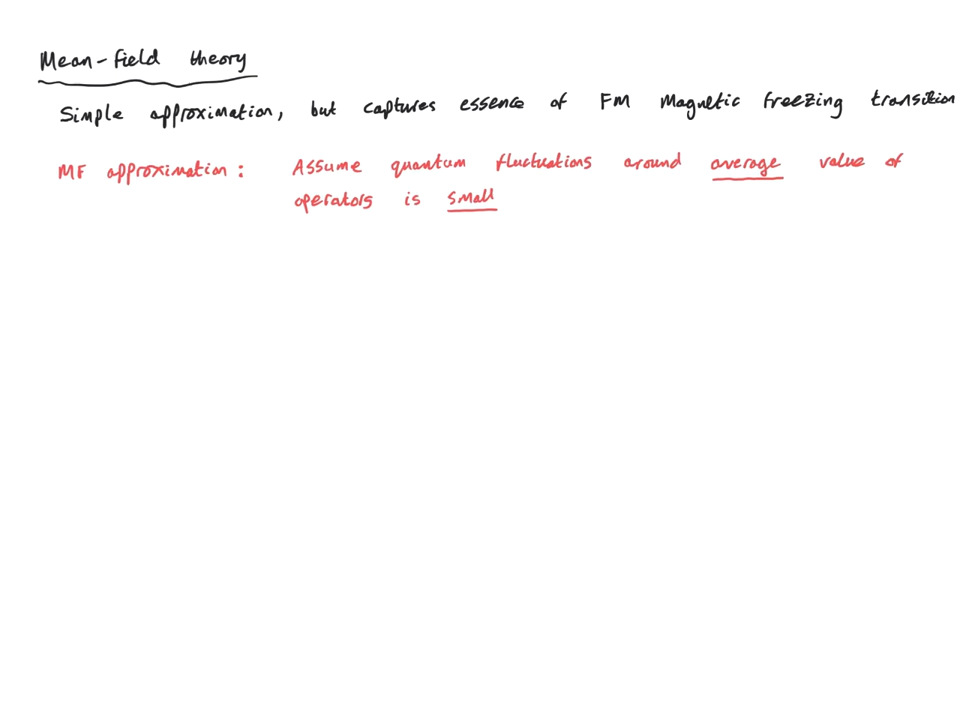 Mean-field theory
Simple approximation, but captures essence of FM Magnetic freezing transition
MF approximation: Assume quantum fluctuations around average value of
operators is small